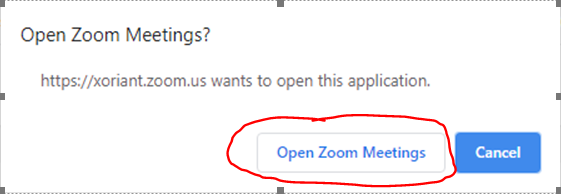 Open Zoom Meetings?
https://xoriant.zoom.us wants to open this application.
Open Zoom Meetings Cancel